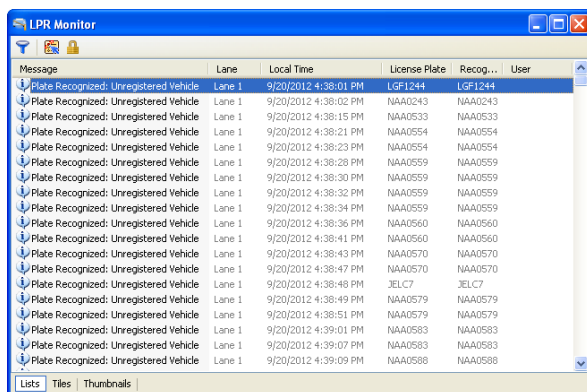 LPR Monitor
Message Lane Local Time License Plate Recog... User
Plate Recognized: Unregistered Vehicle Lane 1 9/20/2012 4:38:01 PM LGF1244 LGF1244
Plate Recognized: Unregistered Vehicle Lane 1 9/20/2012 4:38:02 PM NAA0243 NAA0243
Plate Recognized: Unregistered Vehicle Lane 1 9/20/2012 4:38:15 PM NAA0533 NAA0533
Plate Recognized: Unregistered Vehicle Lane 1 9/20/2012 4:38:21 PM NAA0554 NAA0554
Plate Recognized: Unregistered Vehicle Lane 1 9/20/2012 4:38:23 PM NAA0554 NAA0554
Plate Recognized: Unregistered Vehicle Lane 1 9/20/2012 4:38:28 PM NAA0559 NAA0559
Plate Recognized: Unregistered Vehicle Lane 1 9/20/2012 4:38:30 PM NAA0559 NAA0559
Plate Recognized: Unregistered Vehicle Lane 1 9/20/2012 4:38:32 PM NAA0559 NAA0559
Plate Recognized: Unregistered Vehicle Lane 1 9/20/2012 4:38:34 PM NAA0559 NAA0559
Plate Recognized: Unregistered Vehicle Lane 1 9/20/2012 4:38:36 PM NAA0560 NAA0560
Plate Recognized: Unregistered Vehicle Lane 1 9/20/2012 4:38:41 PM NAA0560 NAA0560
Plate Recognized: Unregistered Vehicle Lane 1 9/20/2012 4:38:43 PM NAA0570 NAA0570
Plate Recognized: Unregistered Vehicle Lane 1 9/20/2012 4:38:47 PM NAA0570 NAA0570
Plate Recognized: Unregistered Vehicle Lane 1 9/20/2012 4:38:48 PM JELC7 JELC7
Plate Recognized: Unregistered Vehicle Lane 1 9/20/2012 4:38:49 PM NAA0579 NAA0579
Plate Recognized: Unregistered Vehicle Lane 1 9/20/2012 4:38:51 PM NAA0579 NAA0579
Plate Recognized: Unregistered Vehicle Lane 1 9/20/2012 4:39:01 PM NAA0583 NAA0583
Plate Recognized: Unregistered Vehicle Lane 1 9/20/2012 4:39:07 PM NAA0583 NAA0583
Plate Recognized: Unregistered Vehicle Lane 1 9/20/2012 4:39:09 PM NAA0588 NAA0588
Lists Tiles Thumbnails